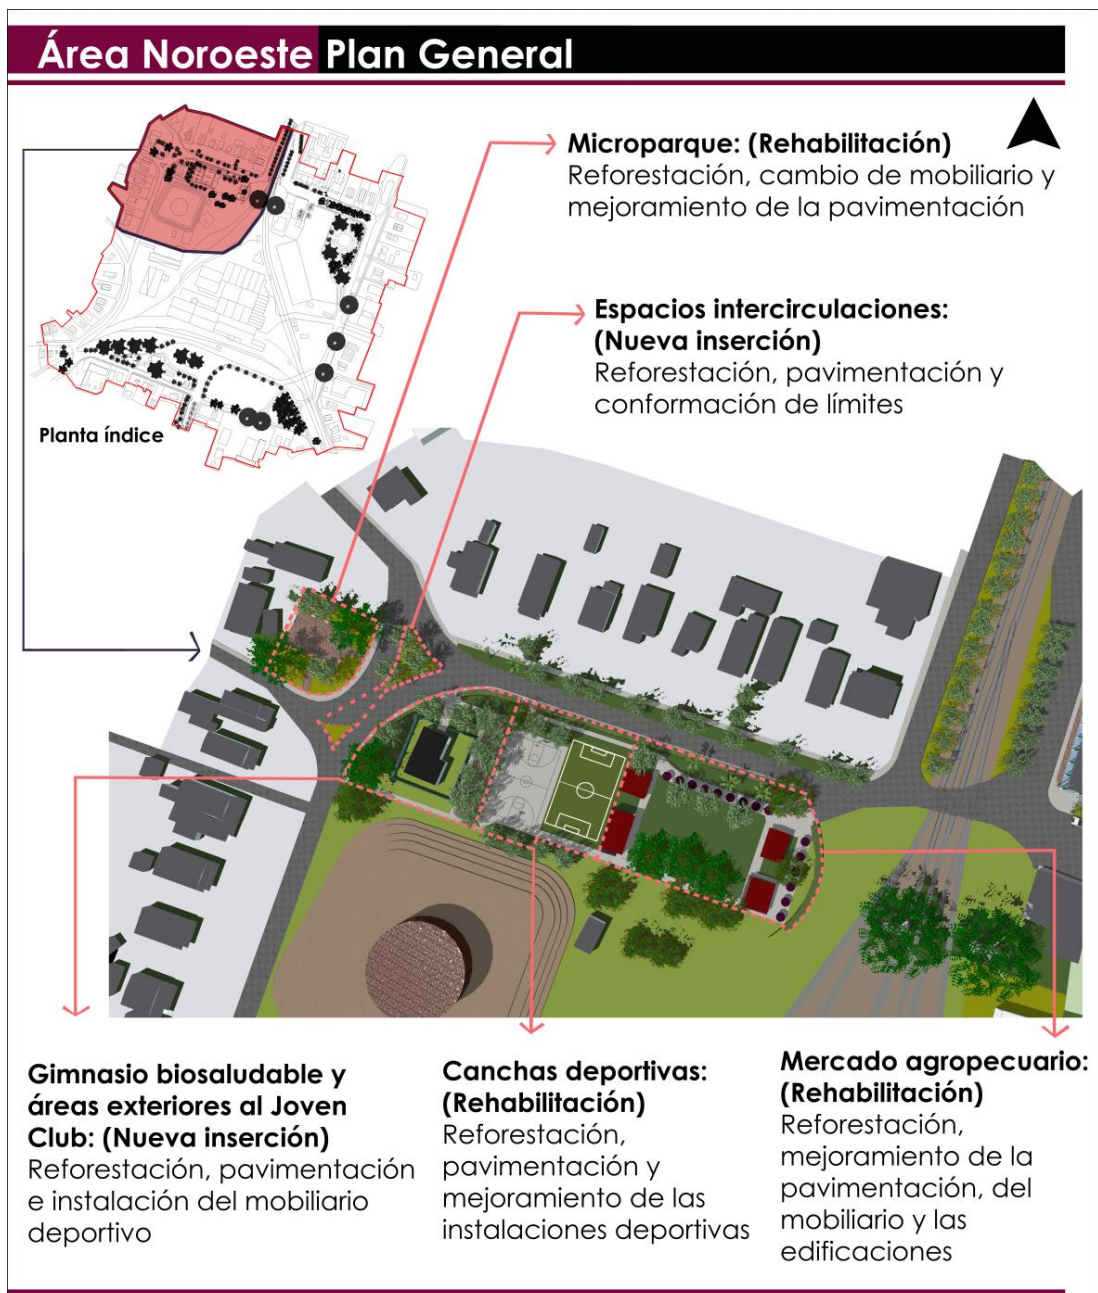 Área Noroeste Plan General
Microparque: (Rehabilitación)
Reforestación, cambio de mobiliario y
mejoramiento de la pavimentación
Espacios intercirculaciones:
(Nueva inserción)
Reforestación, pavimentación y
conformación de límites
Planta índice
Gimnasio biosaludable y
áreas exteriores al Joven
Club: (Nueva inserción)
Reforestación, pavimentación
e instalación del mobiliario
deportivo
Canchas deportivas:
(Rehabilitación)
Reforestación,
pavimentación y
mejoramiento de las
instalaciones deportivas
Mercado agropecuario:
(Rehabilitación)
Reforestación,
mejoramiento de la
pavimentación, del
mobiliario y las
edificaciones